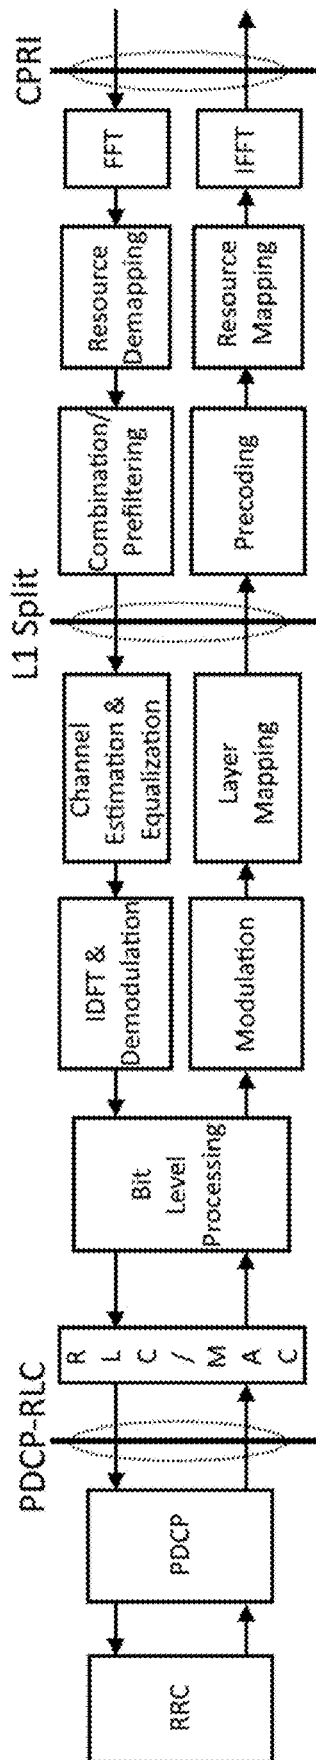 PDCP-RLC
L1 Split
CPRI
RRC
PDCP
R
L
C
/
M
A
C
Bit
Level
Processing
IDFT &
Demodulation
Channel
Estimation &
Equalization
Combination/
Prefiltering
Resource
Demapping
FFT
Modulation
Layer
Mapping
Precoding
Resource
Mapping
IFFT